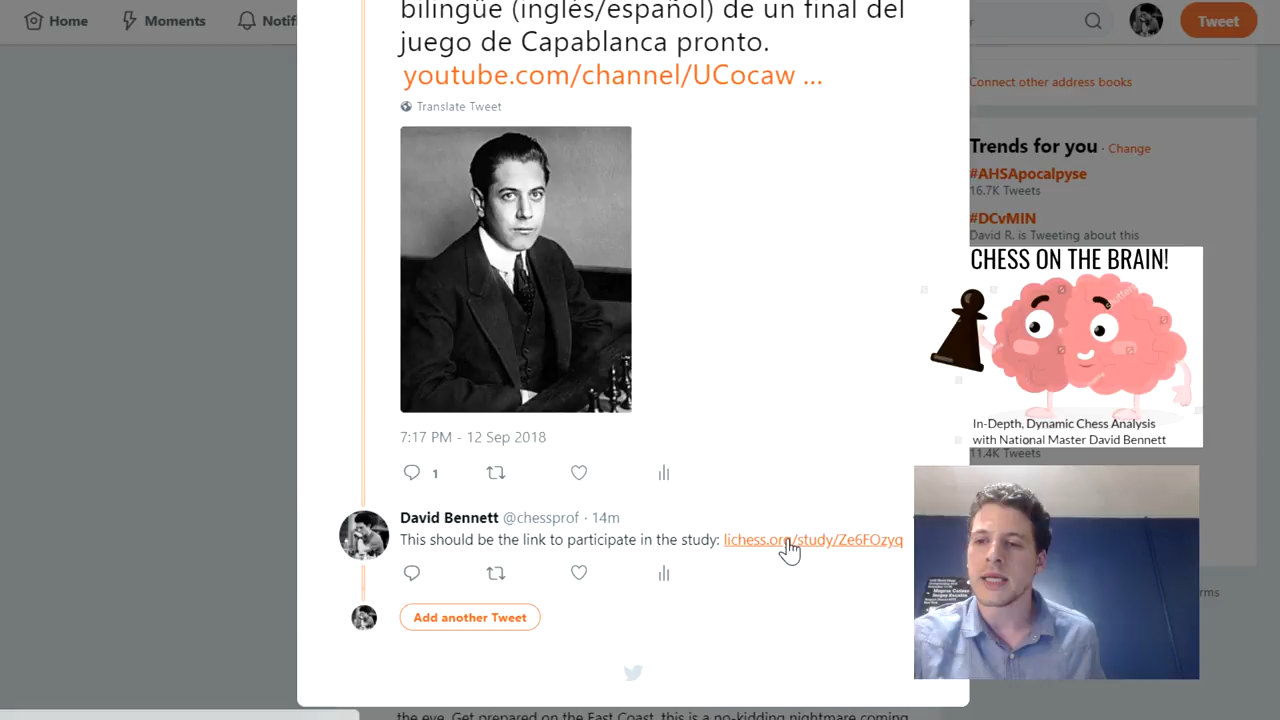 Home
Moments
Notif
Tweet
bilingüe (inglés/español) de un final del
juego de Capablanca pronto.
youtube.com/channel/UCocaw ...
Translate Tweet
7:17 PM - 12 Sep 2018
1
David Bennett @chessprof · 14m
This should be the link to participate in the study: lichess.org/study/Ze6FOzyq
Add another Tweet
the eye. Get prepared on the East Coast, this is a no-kidding nightmare coming
Connect other address books
Trends for you · Change
#AHSApocalpyse
16.7K Tweets
#DCvMIN
David R. is Tweeting about this
CHESS ON THE BRAIN!
In-Depth, Dynamic Chess Analysis
with National Master David Bennett
11.4K Tweets
rms